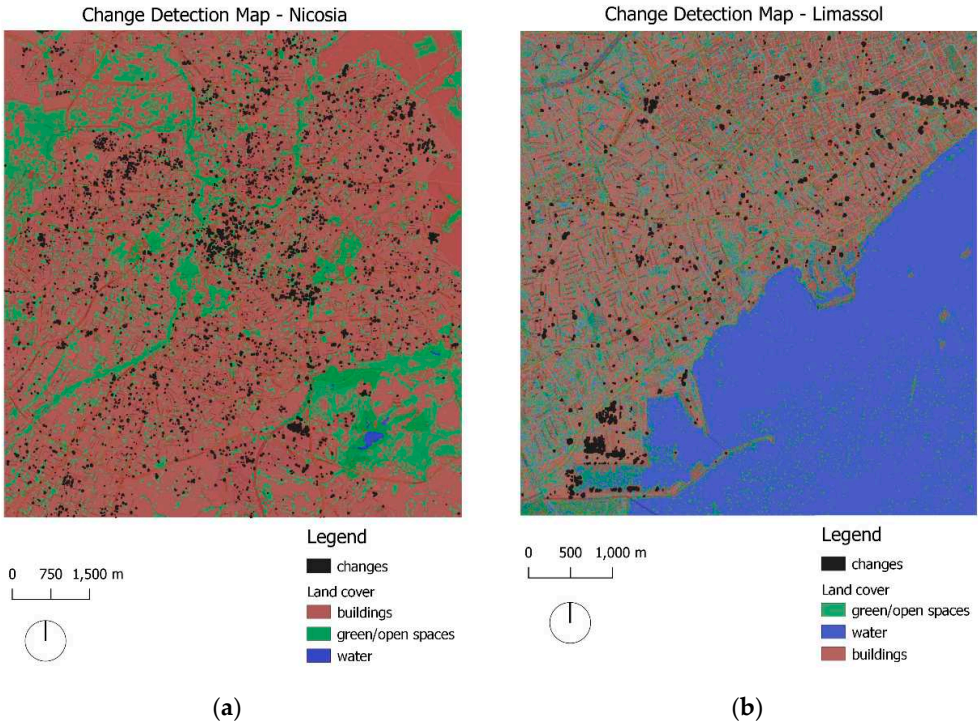 Change Detection Map - Nicosia
Legend
0 750 1,500 m
changes
Land cover
buildings
green/open spaces
water
(a)
Change Detection Map - Limassol
Legend
0 500 1,000 m
changes
Land cover
green/open spaces
water
buildings
(b)